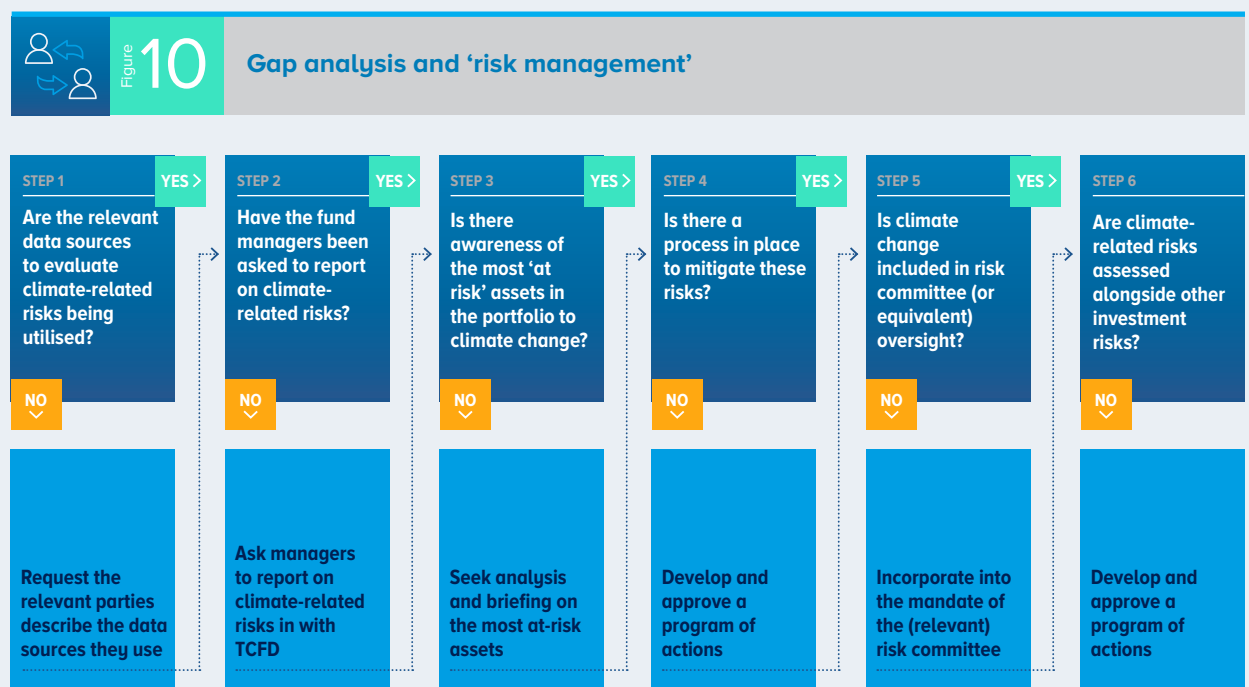 Figure
10
Gap analysis and ‘risk management’
STEP 1
YES
Are the relevant
data sources
to evaluate
climate-related
risks being
utilised?
NO
Request the
relevant parties
describe the data
sources they use
STEP 2
YES
Have the fund
managers been
asked to report
on climate-
related risks?
NO
Ask managers
to report on
climate-related
risks in with
TCFD
STEP 3
YES
Is there
awareness of
the most ‘at
risk’ assets in
the portfolio to
climate change?
NO
Seek analysis
and briefing on
the most at-risk
assets
STEP 4
YES
Is there a
process in place
to mitigate these
risks?
NO
Develop and
approve a
program of
actions
STEP 5
YES
Is climate
change
included in risk
committee (or
equivalent)
oversight?
NO
Incorporate into
the mandate of
the (relevant)
risk committee
STEP 6
Are climate-
related risks
assessed
alongside other
investment
risks?
NO
Develop and
approve a
program of
actions